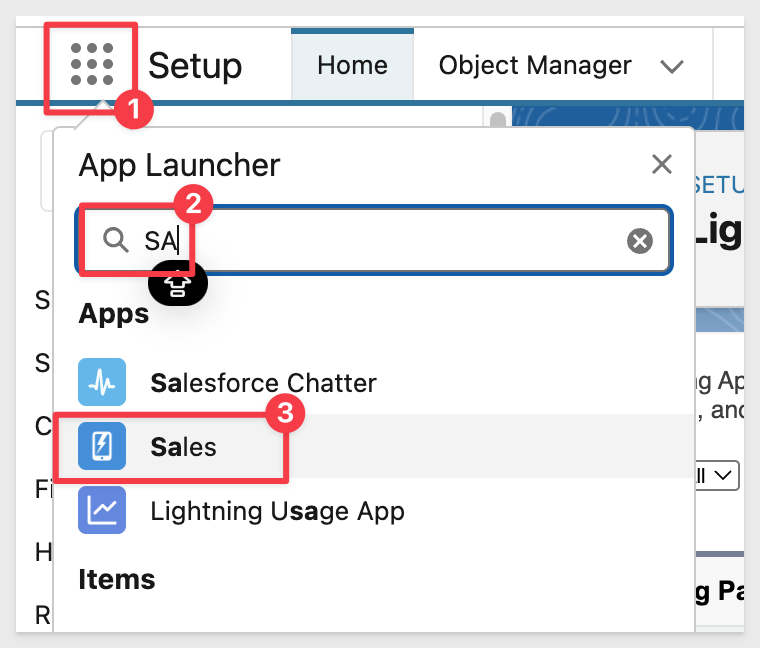 Setup
Home
Object Manager
1
App Launcher
SETU
2
SA
Lig
S
Apps
S
Salesforce Chatter
g Ap
3
, and
C
Sales
ll
Fi
Lightning Usage App
H
Items
g Pa
R